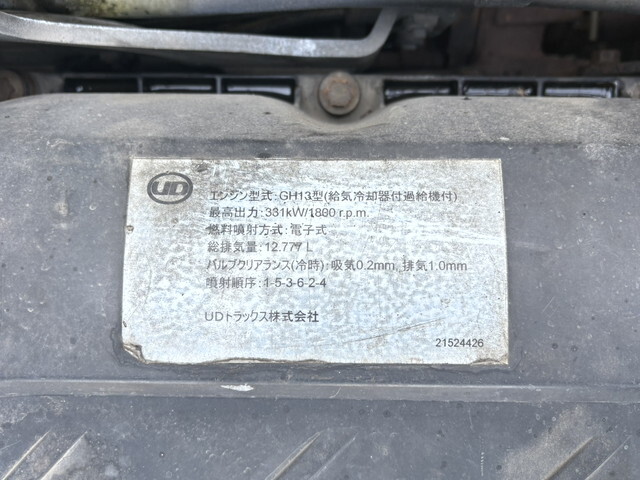 UD
エンジン型式:GH13型(給気冷却器付過給機付)
最高出力:331kW/1800 r.p.m.
燃料噴射方式:電子式
総排気量:12.777 L
バルブクリアランス(冷時):吸気0.2mm, 排気1.0mm
噴射順序:1-5-3-6-2-4
UDトラックス株式会社
21524426